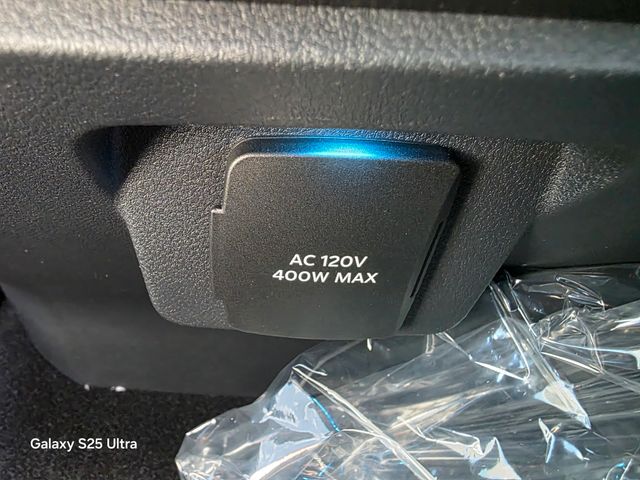 AC 120V
400W MAX
Galaxy S25 Ultra